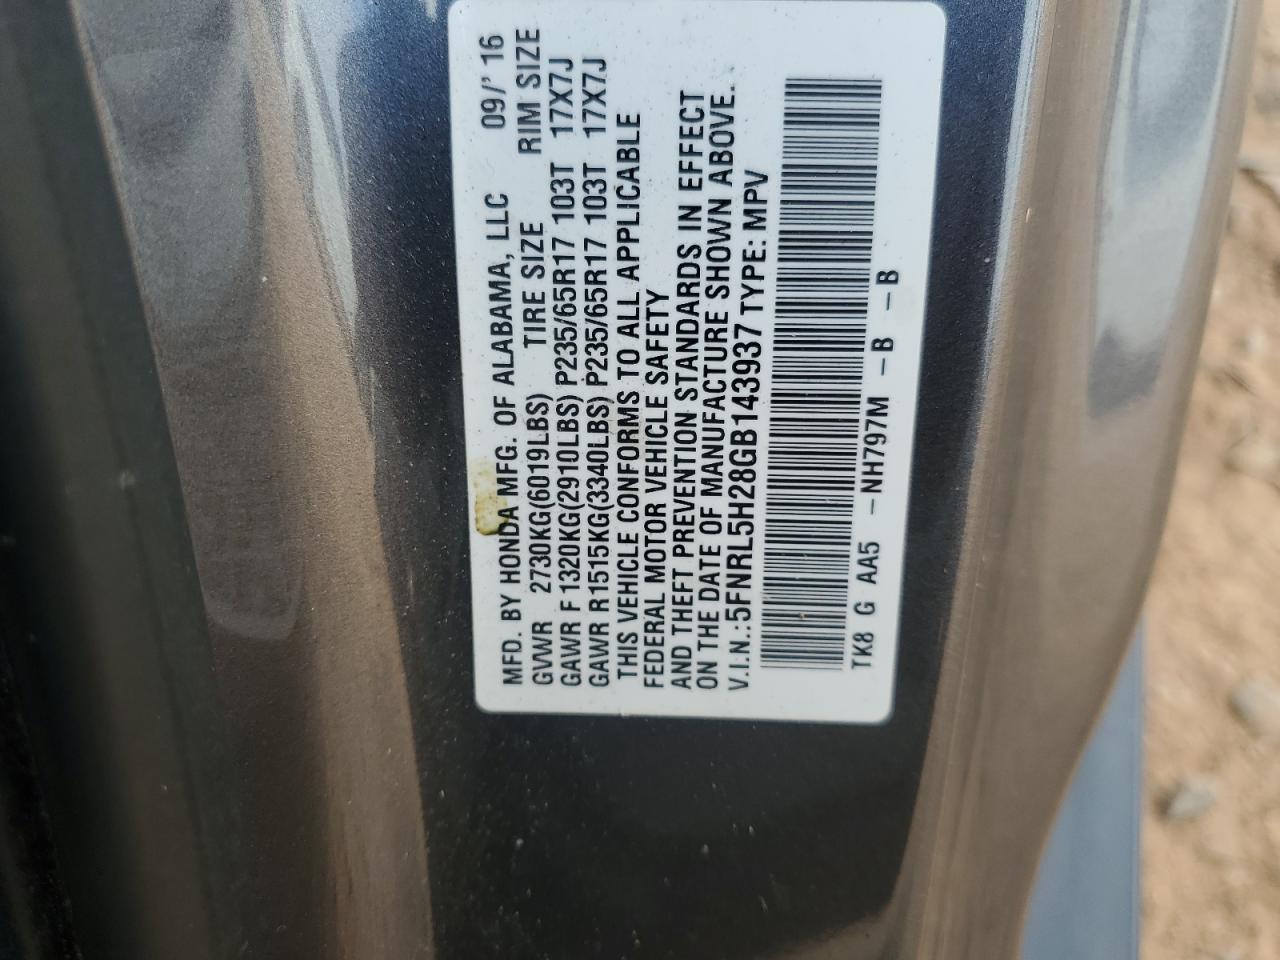 MFD. BY HONDA MFG. OF ALABAMA, LLC 09/' 16
GVWR 2730KG(6019LBS) TIRE SIZE RIM SIZE
GAWR F 1320KG(2910LBS) P235/65R17 103T 17X7J
GAWR R1515KG(3340LBS) P235/65R17 103T 17X7J
THIS VEHICLE CONFORMS TO ALL APPLICABLE
FEDERAL MOTOR VEHICLE SAFETY
AND THEFT PREVENTION STANDARDS IN EFFECT
ON THE DATE OF MANUFACTURE SHOWN ABOVE.
V.I.N.:5FNRL5H28GB143937 TYPE: MPV
TK8 G AA5 -NH797M -B -B